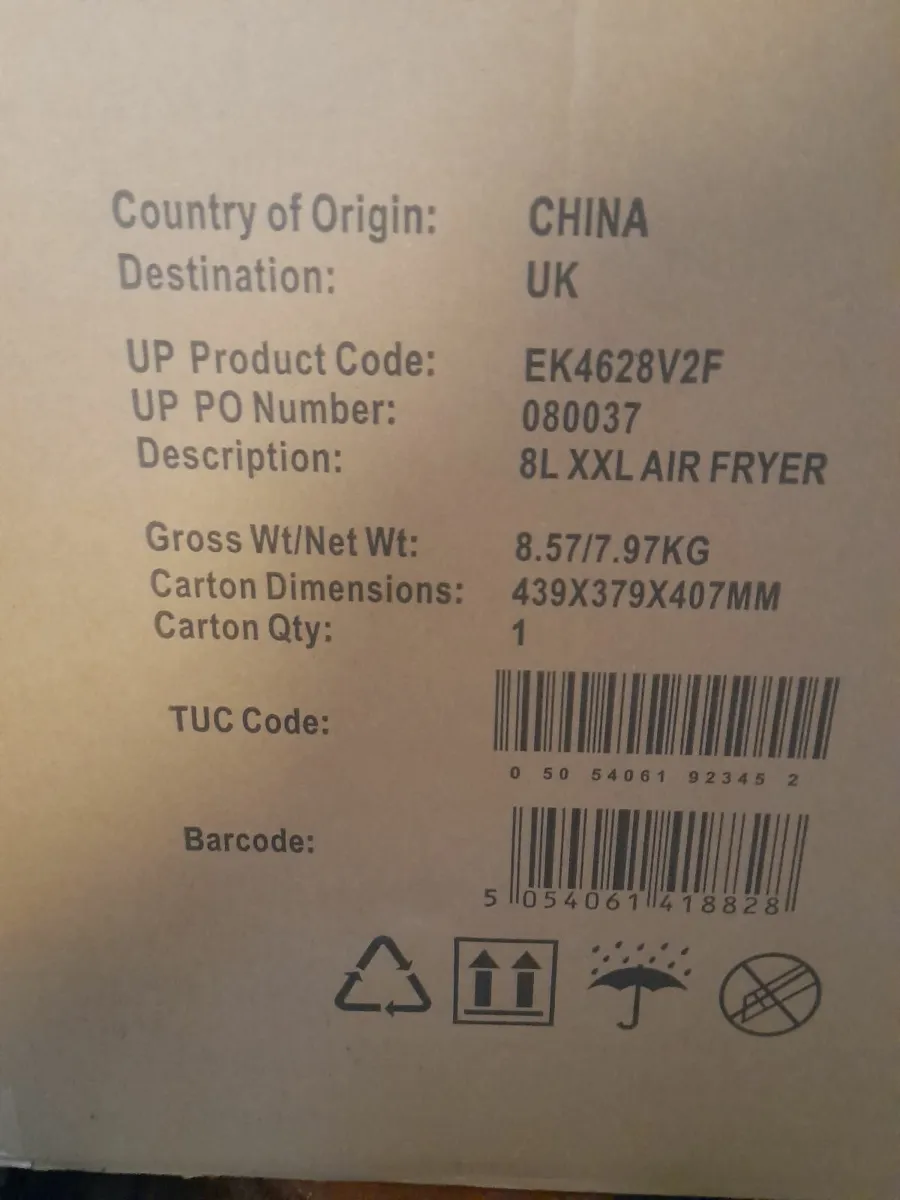 Country of Origin: CHINA
Destination: UK
UP Product Code: EK4628V2F
UP PO Number: 080037
Description: 8L XXL AIR FRYER
Gross Wt/Net Wt: 8.57/7.97KG
Carton Dimensions: 439X379X407MM
Carton Qty: 1
TUC Code:
0 50 54061 92345 2
Barcode:
5 054061 418828